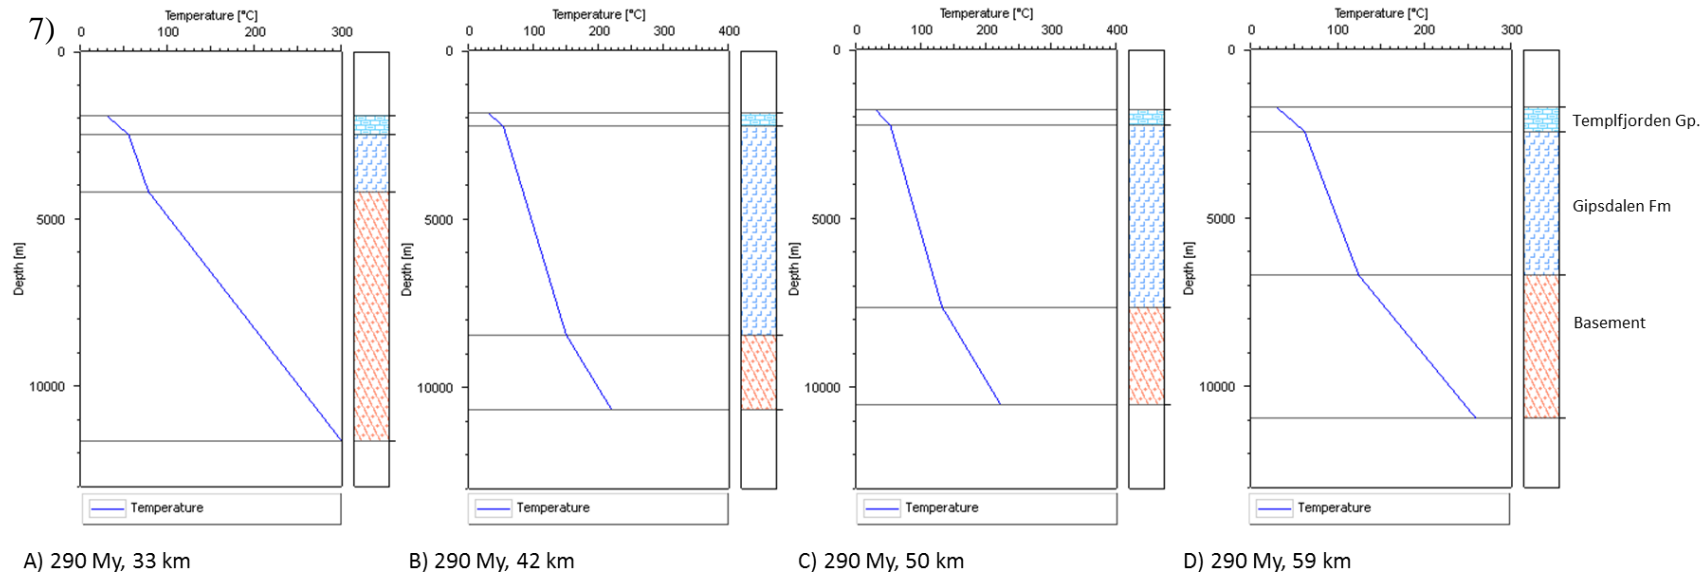 7)
Temperature [°C]
0 100 200 300
0
5000
10000
Depth [m]
Temperature
A) 290 My, 33 km
Temperature [°C]
0 100 200 300 400
0
5000
10000
Depth [m]
Temperature
B) 290 My, 42 km
Temperature [°C]
0 100 200 300 400
0
5000
10000
Depth [m]
Temperature
C) 290 My, 50 km
Temperature [°C]
0 100 200 300
0
5000
10000
Depth [m]
Temperature
D) 290 My, 59 km
Templfjorden Gp.
Gipsdalen Fm
Basement